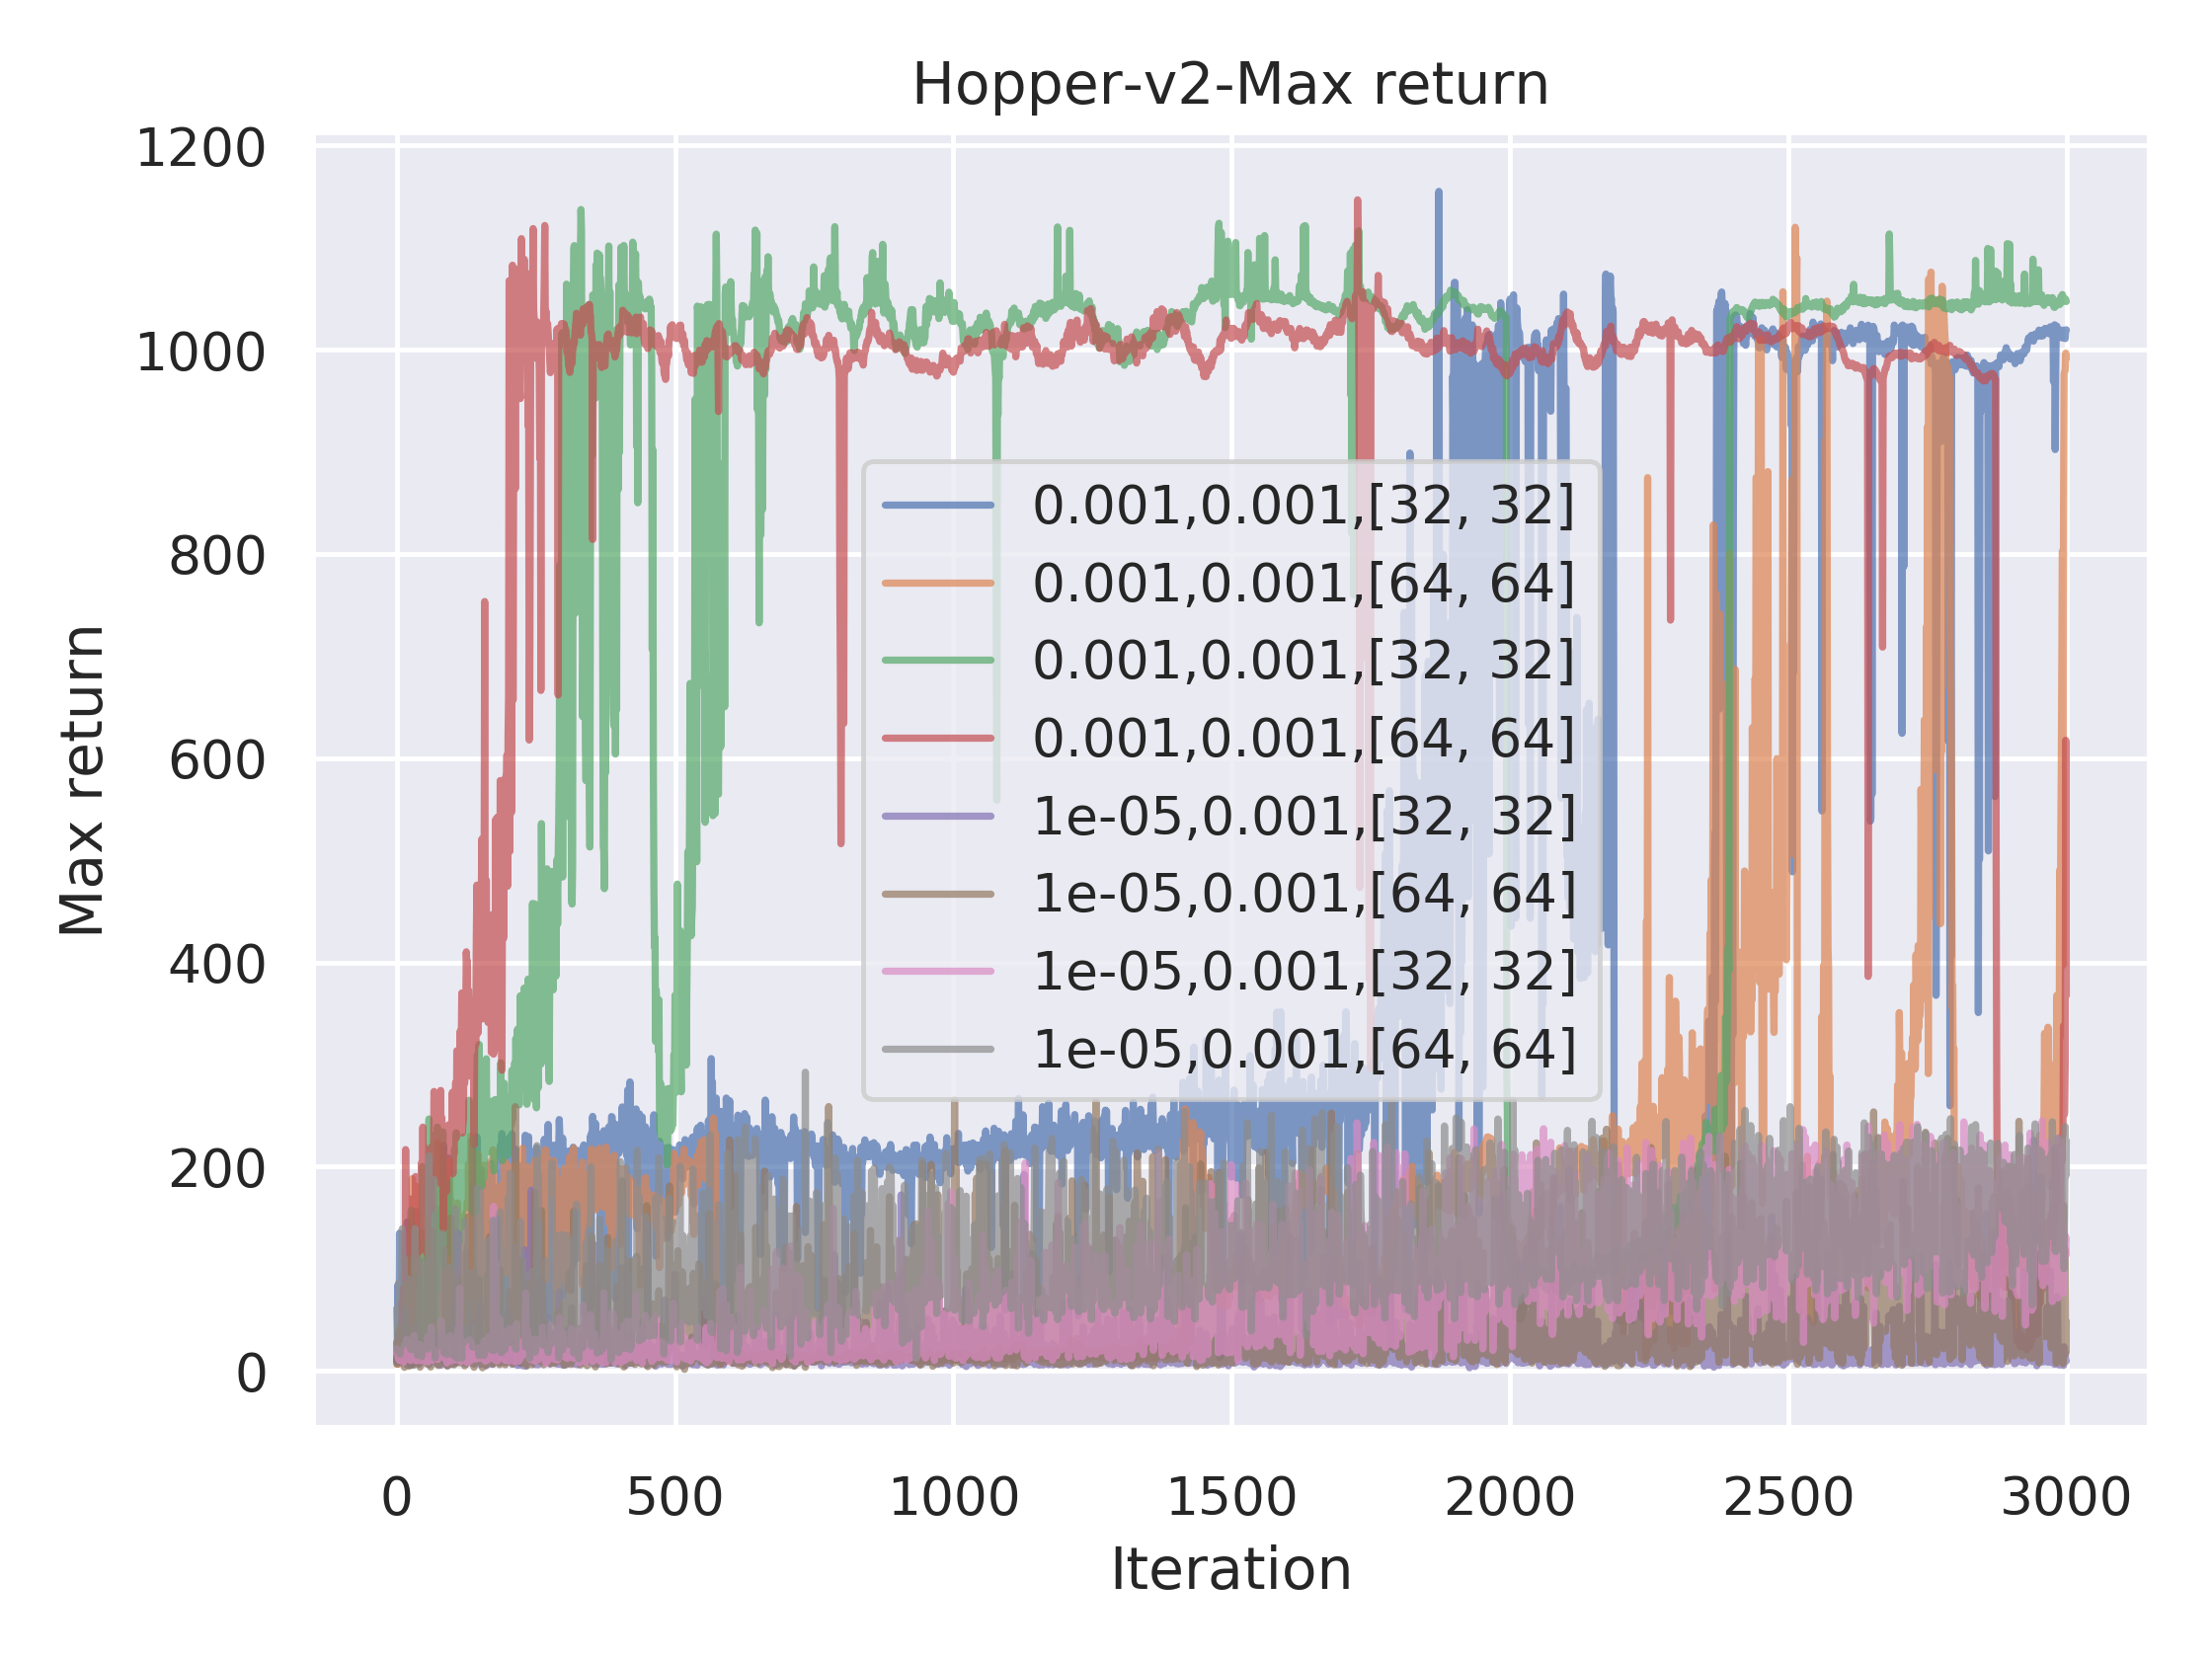 Hopper-v2-Max return
1200
1000
800
600
400
200
0
Max return
0.001,0.001,[32, 32]
0.001,0.001,[64, 64]
0.001,0.001,[32, 32]
0.001,0.001,[64, 64]
1e-05,0.001,[32, 32]
1e-05,0.001,[64, 64]
1e-05,0.001,[32, 32]
1e-05,0.001,[64, 64]
0 500 1000 1500 2000 2500 3000
Iteration